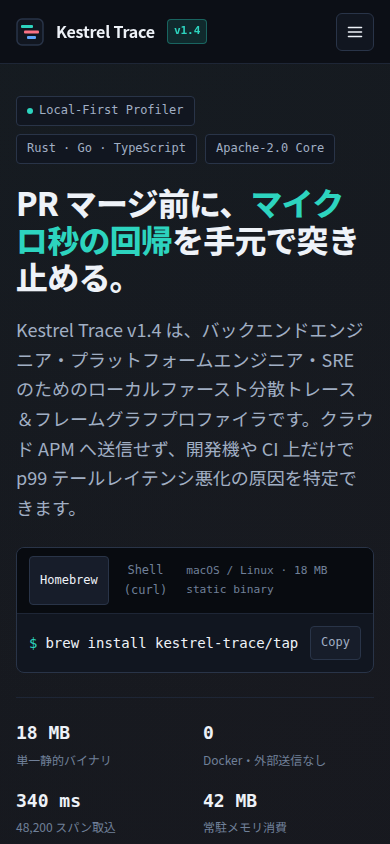 Kestrel Trace v1.4
Local-First Profiler
Rust · Go · TypeScript Apache-2.0 Core
PR マージ前に、マイク
ロ秒の回帰を手元で突き
止める。
Kestrel Trace v1.4 は、バックエンドエンジ
ニア・プラットフォームエンジニア・SRE
のためのローカルファースト分散トレース
＆フレームグラフプロファイラです。クラウ
ド APM へ送信せず、開発機や CI 上だけで
p99 テールレイテンシ悪化の原因を特定で
きます。
Homebrew
Shell
(curl)
macOS / Linux · 18 MB
static binary
$ brew install kestrel-trace/tap
Copy
18 MB
単一静的バイナリ
0
Docker・外部送信なし
340 ms
48,200 スパン取込
42 MB
常駐メモリ消費